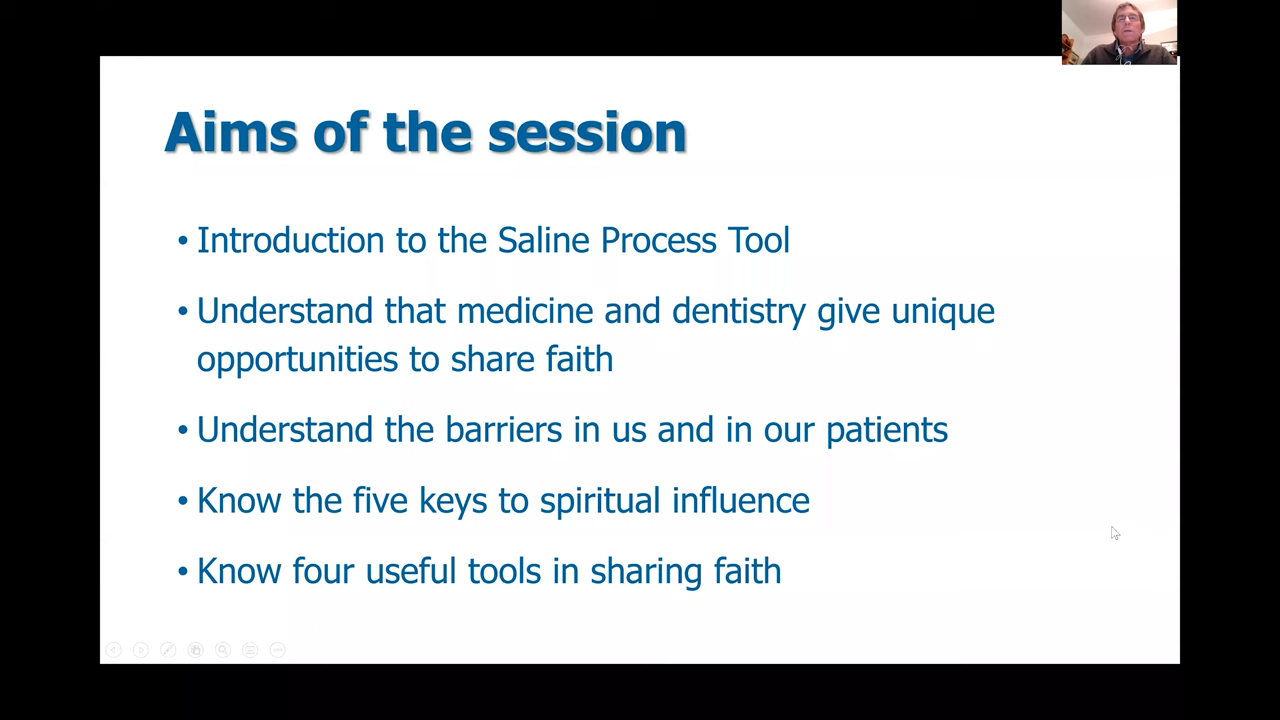 Aims of the session
• Introduction to the Saline Process Tool
• Understand that medicine and dentistry give unique
opportunities to share faith
• Understand the barriers in us and in our patients
• Know the five keys to spiritual influence
• Know four useful tools in sharing faith